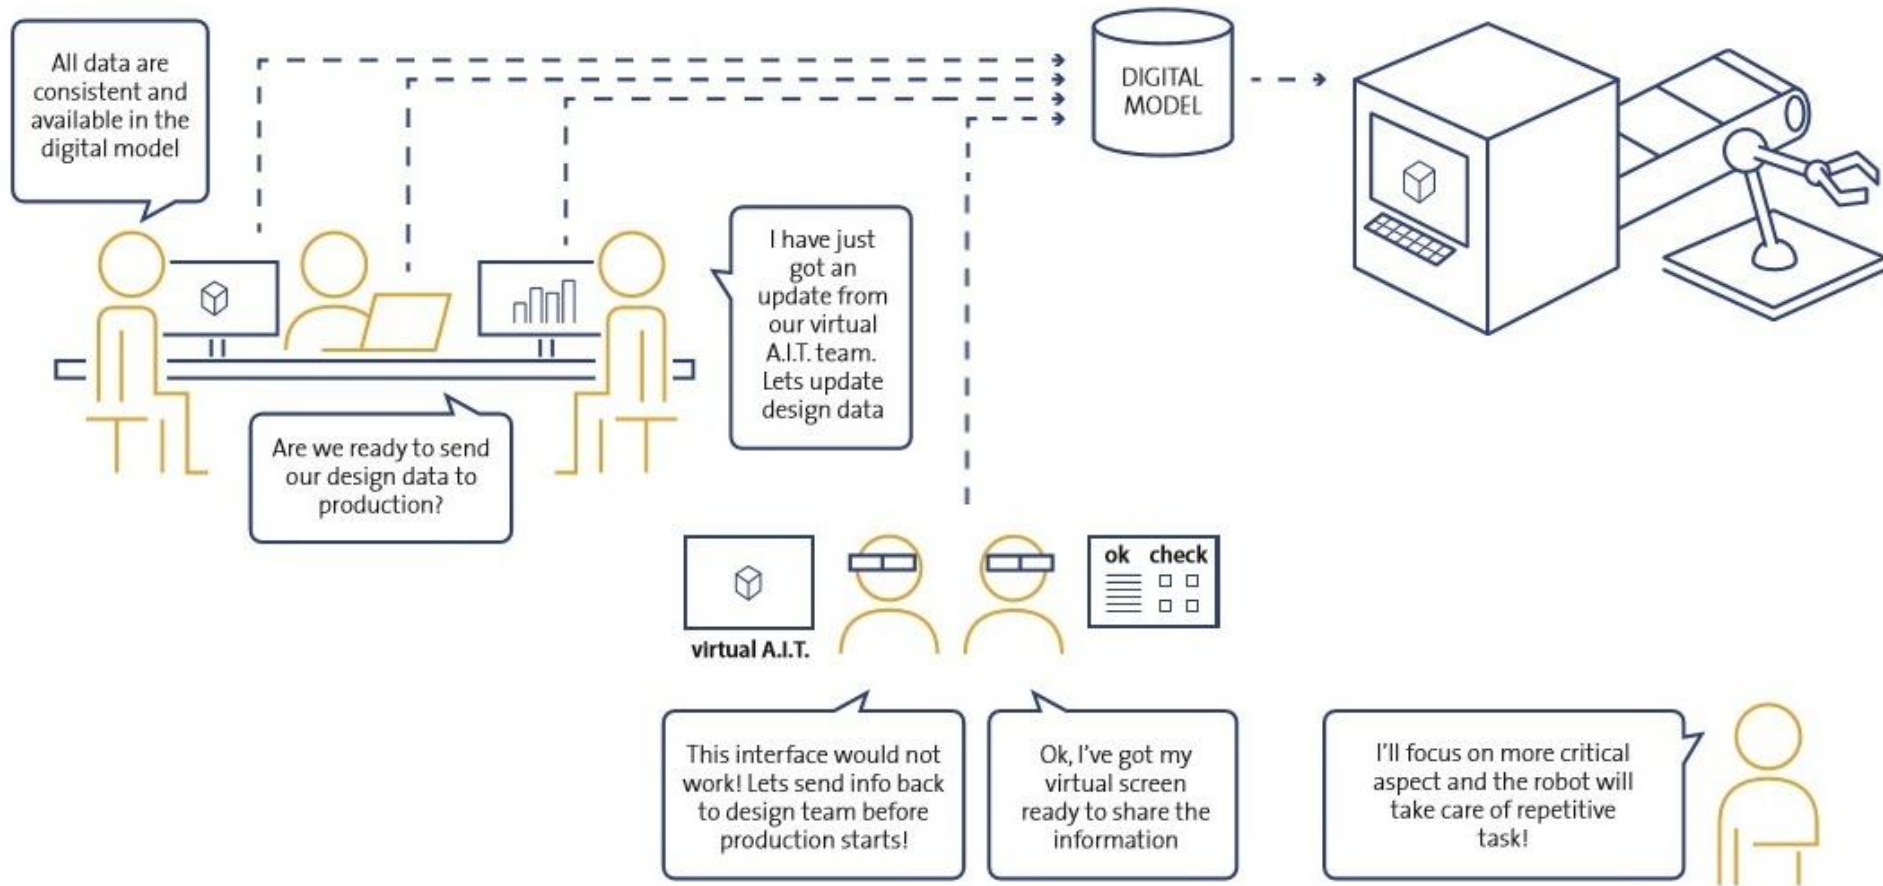 All data are
consistent and
available in the
digital model
DIGITAL
MODEL
I have just
got an
update from
our virtual
A.I.T. team.
Lets update
design data
Are we ready to send
our design data to
production?
ok check
virtual A.I.T.
This interface would not
work! Lets send info back
to design team before
production starts!
Ok, I've got my
virtual screen
ready to share the
information
I'll focus on more critical
aspect and the robot will
take care of repetitive
task!